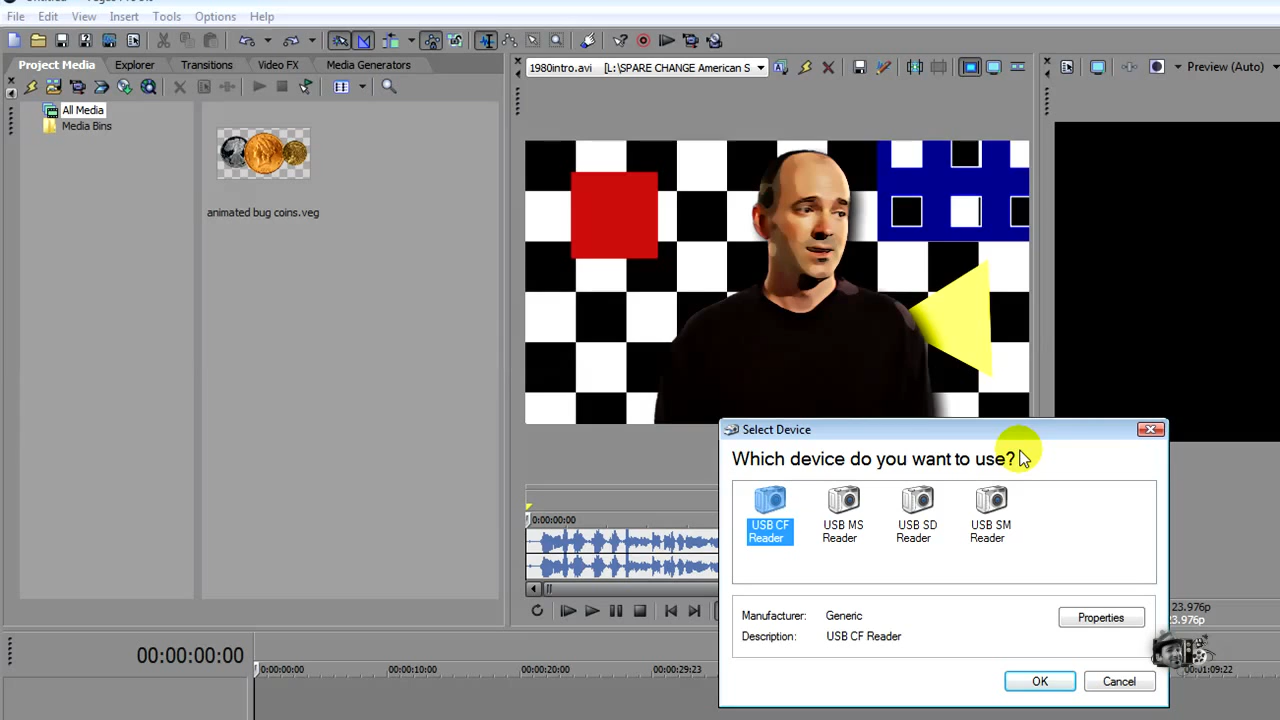 File Edit View Insert Tools Options Help
Project Media Explorer Transitions Video FX Media Generators
1980intro.avi [L:\SPARE CHANGE American S
Preview (Auto)
All Media
Media Bins
animated bug coins.veg
Select Device
Which device do you want to use?
USB CF Reader
USB MS Reader
USB SD Reader
USB SM Reader
0:00:00:00
Manufacturer: Generic
Description: USB CF Reader
Properties
OK Cancel
23.976p
23.976p
00:00:00:00
0:00:00:00 00:00:10:00 00:00:20:00 00:00:29:23 00:01:09:22